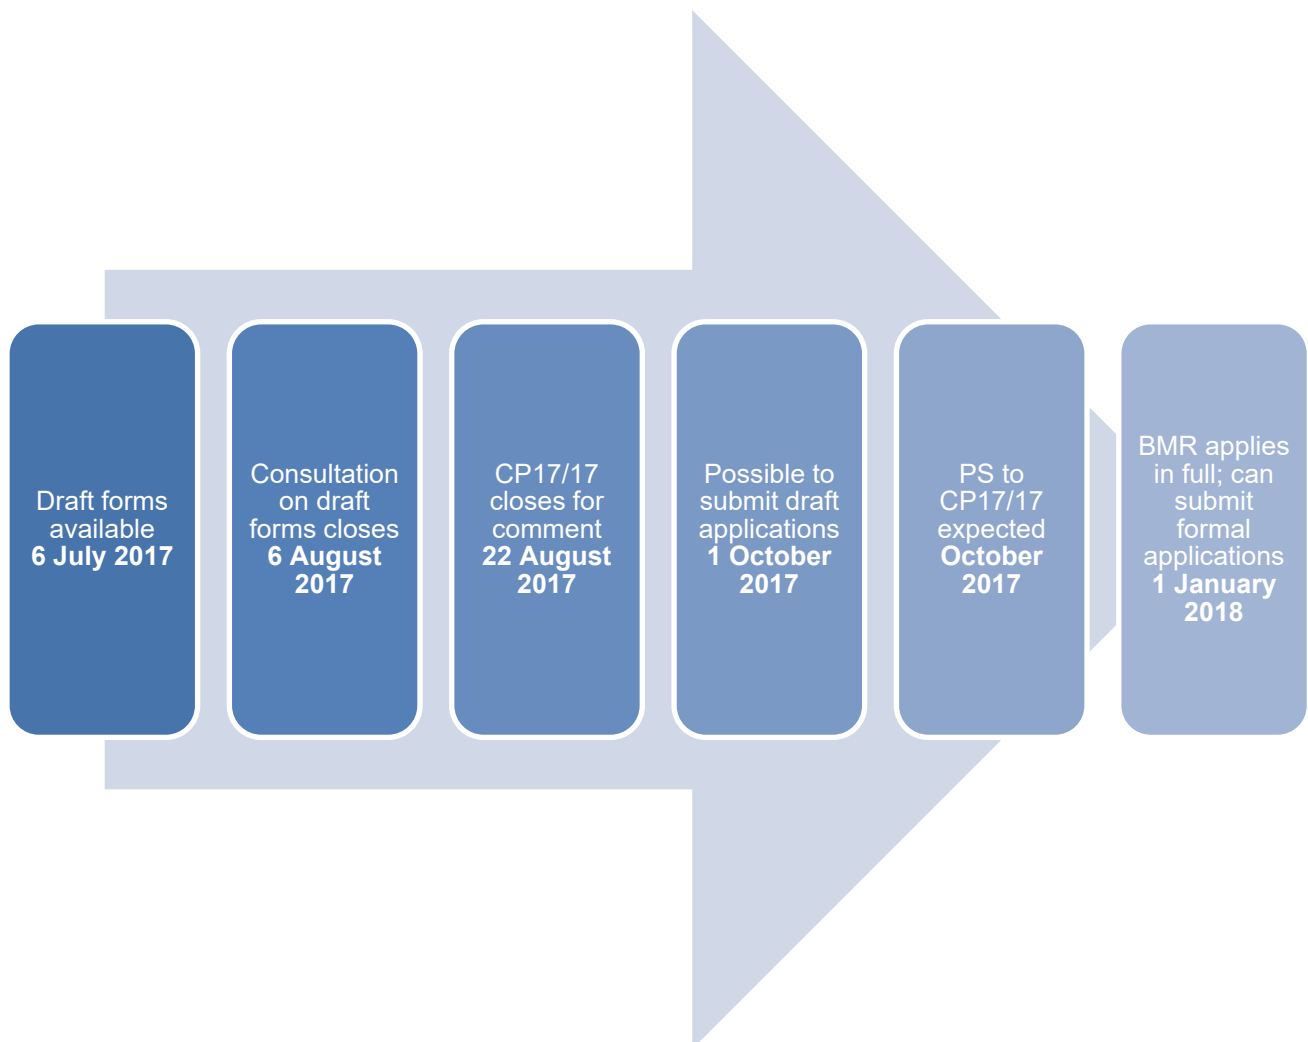 Draft forms
available
6 July 2017
Consultation
on draft
forms closes
6 August
2017
CP17/17
closes for
comment
22 August
2017
Possible to
submit draft
applications
1 October
2017
PS to
CP17/17
expected
October
2017
BMR applies
in full; can
submit
formal
applications
1 January
2018